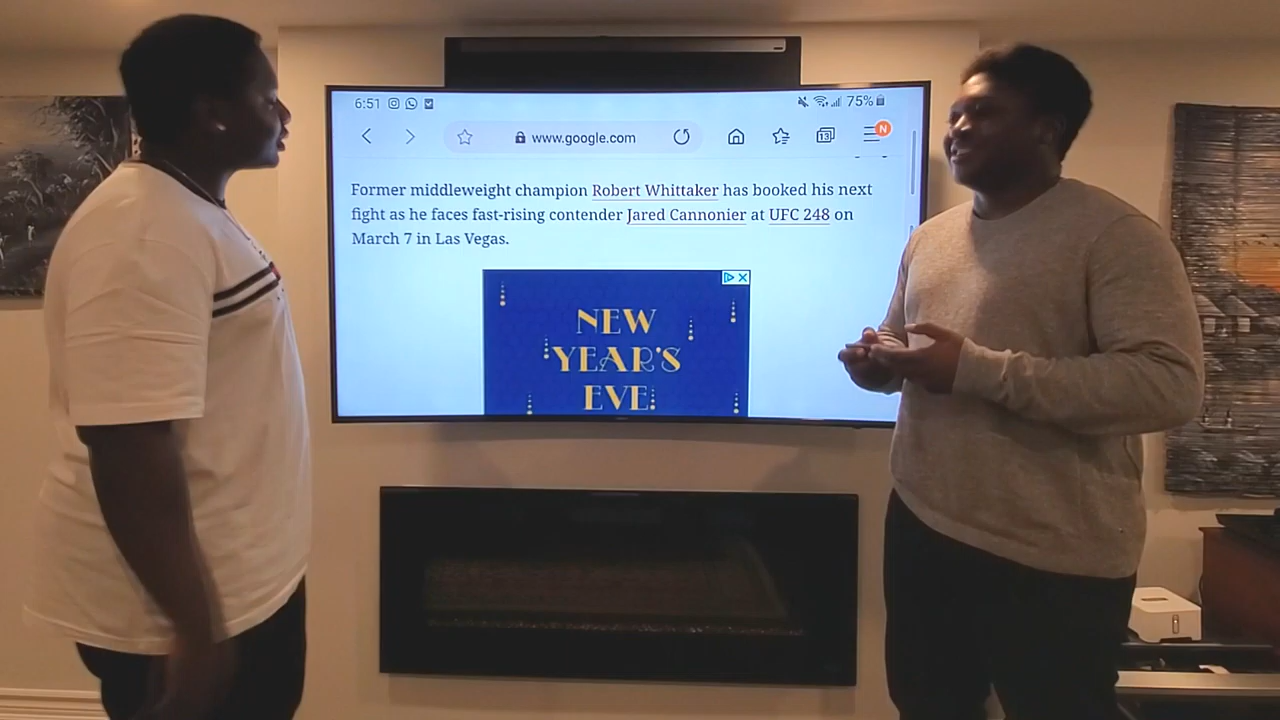 6:51
75%
www.google.com
13
N
Former middleweight champion Robert Whittaker has booked his next
fight as he faces fast-rising contender Jared Cannonier at UFC 248 on
March 7 in Las Vegas.
NEW
YEAR'S
EVE